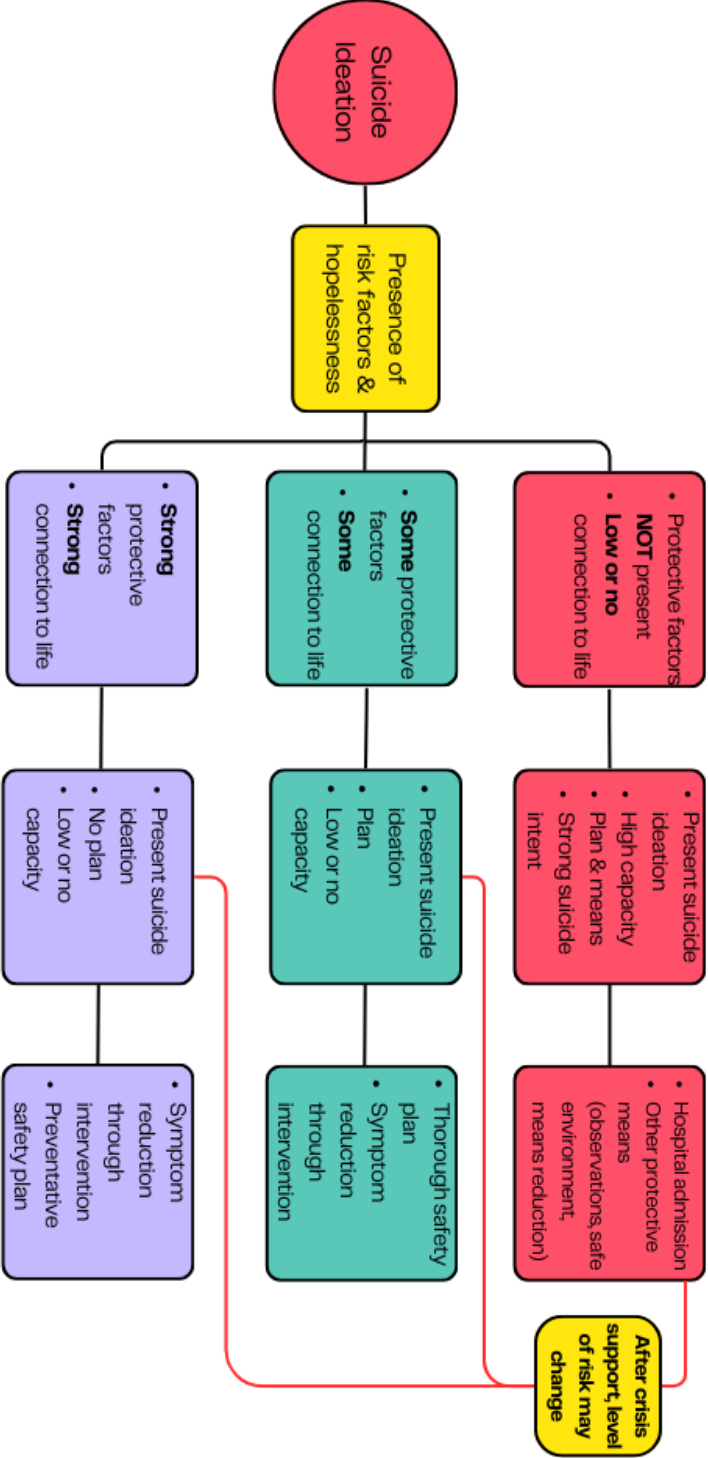 Suicide
Ideation
Presence of
risk factors &
hopelessness
• Protective factors
NOT present
• Low or no
connection to life
• Present suicide
ideation
• High capacity
• Plan & means
• Strong suicide
intent
• Hospital admission
• Other protective
means
(observations, safe
environment,
means reduction)
After crisis
support, level
of risk may
change
• Some protective
factors
• Some
connection to life
• Present suicide
ideation
• Plan
• Low or no
capacity
• Thorough safety
plan
• Symptom
reduction
through
intervention
• Strong
protective
factors
• Strong
connection to life
• Present suicide
ideation
• No plan
• Low or no
capacity
• Symptom
reduction
through
intervention
• Preventative
safety plan